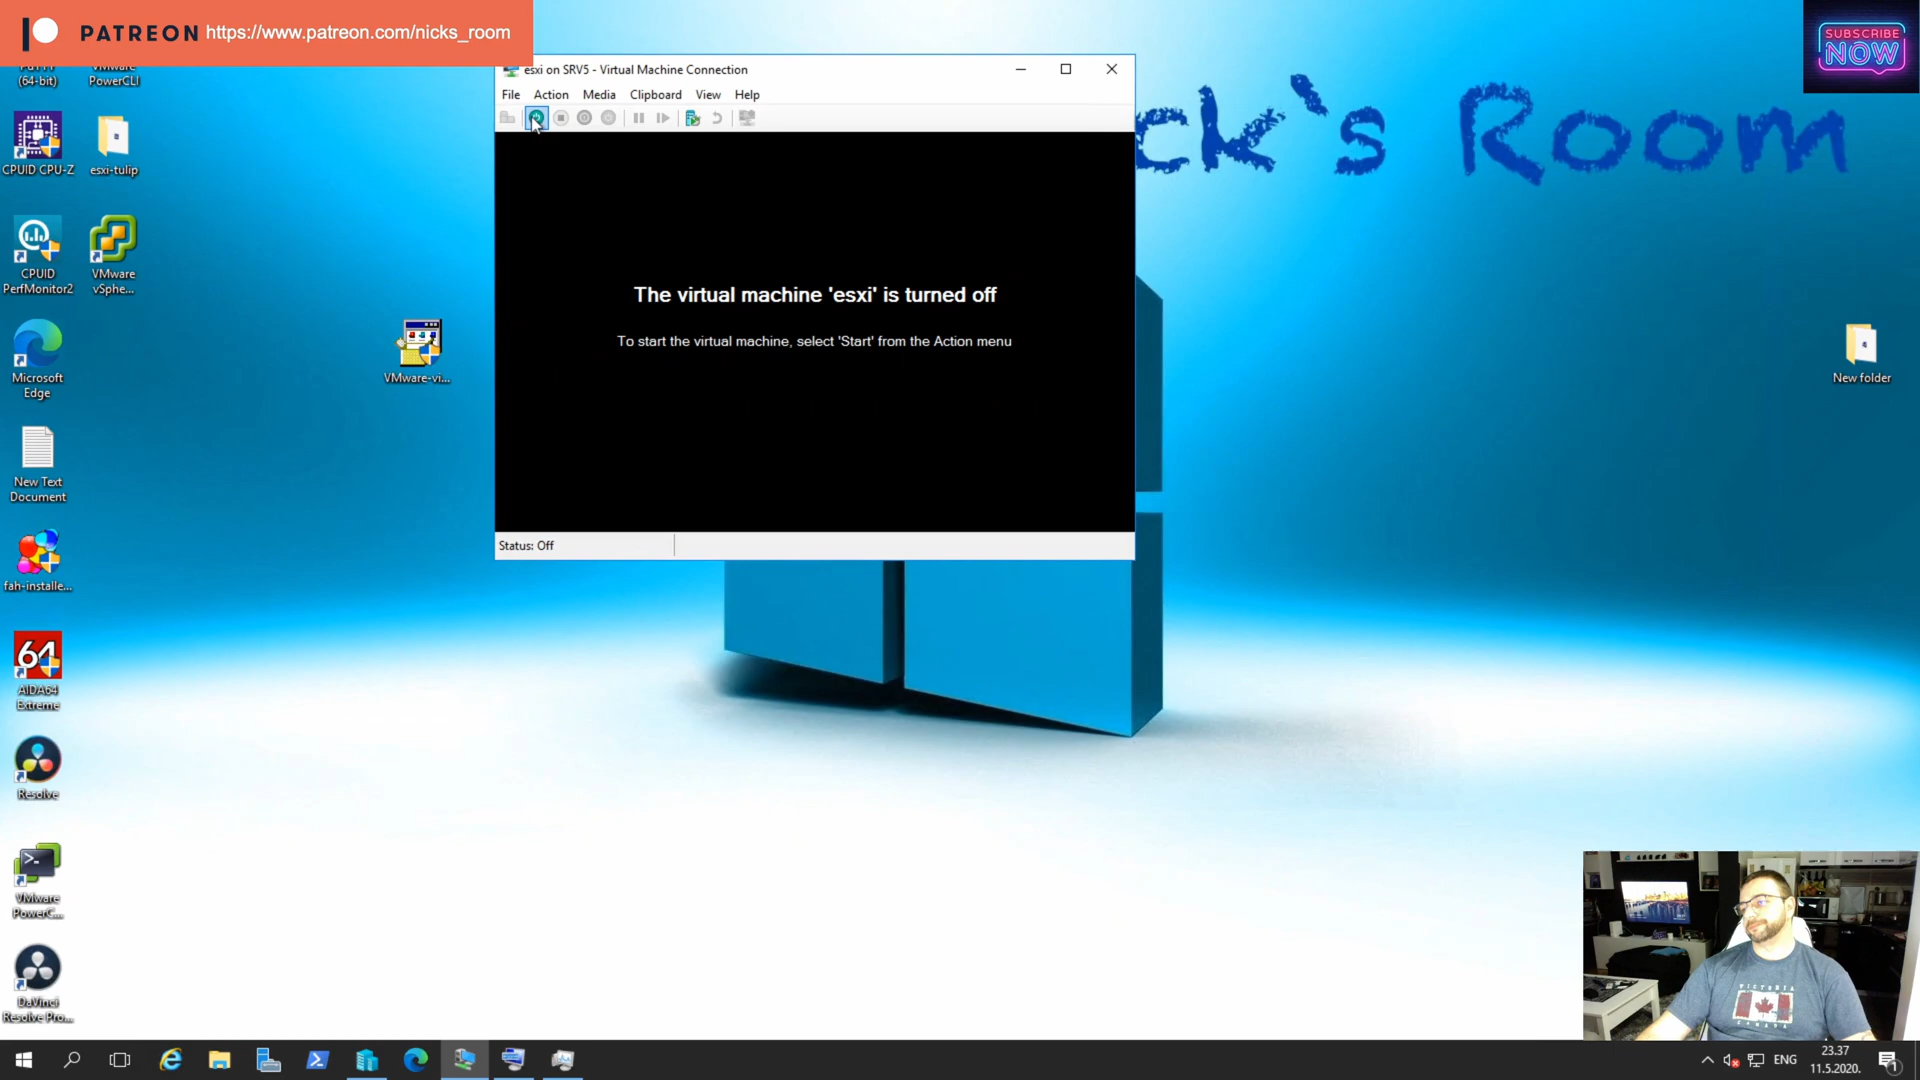 PATREON https://www.patreon.com/nicks_room
SUBSCRIBE
NOW
ck's Room
(64-bit)
PowerCLI
CPUID CPU-Z
esxi-tulip
CPUID
PerfMonitor2
VMware
vSphe...
Microsoft
Edge
New Text
Document
fah-installe...
AIDA64
Extreme
64
Resolve
VMware
PowerC...
DaVinci
Resolve Pro...
VMware-vi...
New folder
esxi on SRV5 - Virtual Machine Connection
File Action Media Clipboard View Help
The virtual machine 'esxi' is turned off
To start the virtual machine, select 'Start' from the Action menu
Status: Off
VICTORIA
CANADA
ENG
23.37
11.5.2020.
1